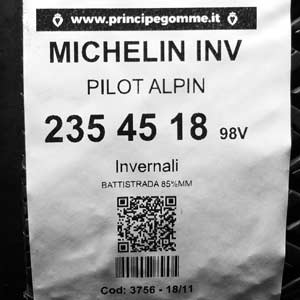 www.principegomme.it
MICHELIN INV
PILOT ALPIN
235 45 18 98V
Invernali
BATTISTRADA 85%MM
Cod: 3756 - 18/11